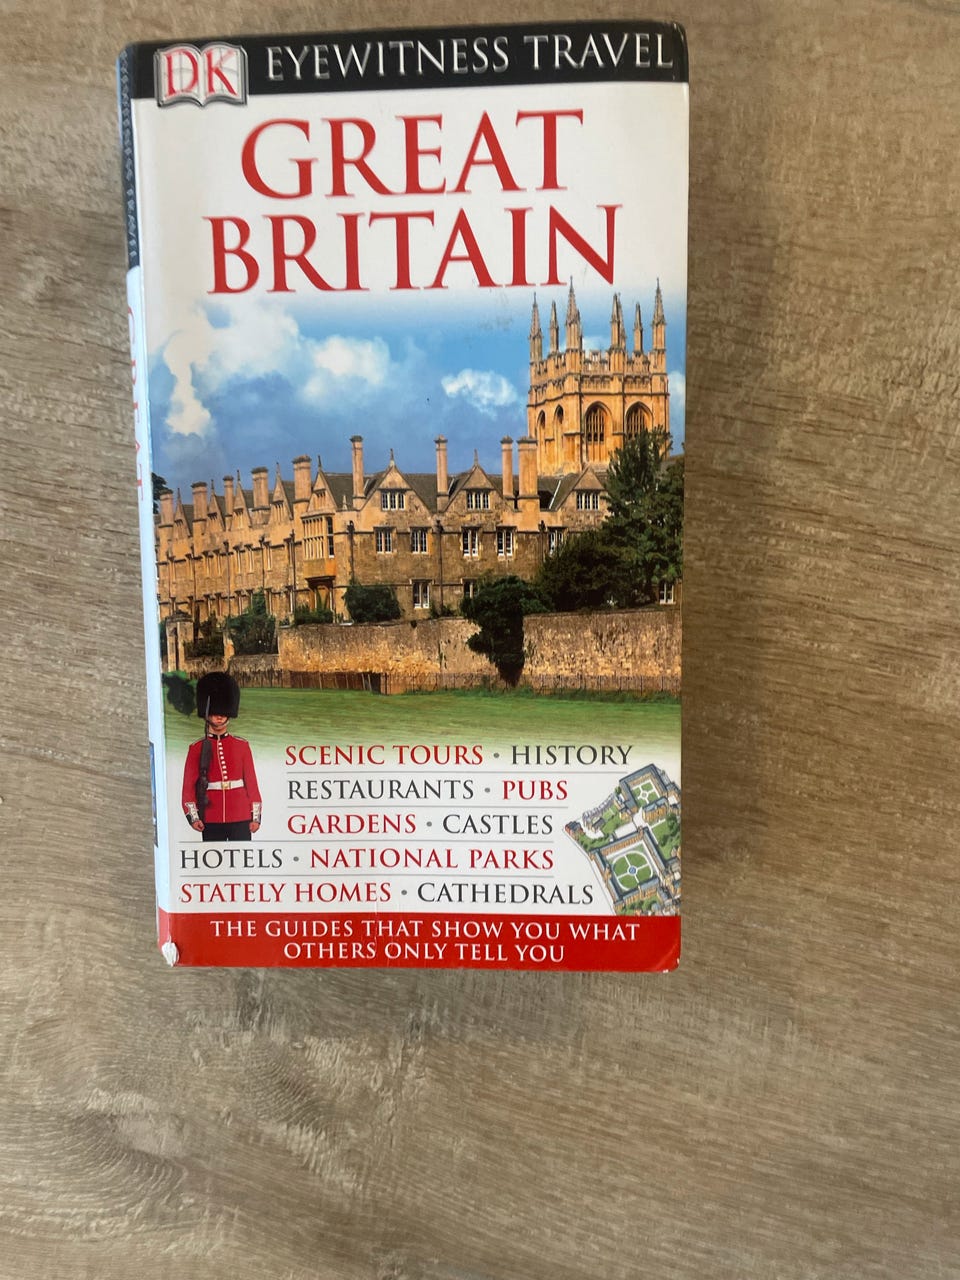 DK EYEWITNESS TRAVEL
GREAT
BRITAIN
SCENIC TOURS • HISTORY
RESTAURANTS • PUBS
GARDENS • CASTLES
HOTELS • NATIONAL PARKS
STATELY HOMES • CATHEDRALS
THE GUIDES THAT SHOW YOU WHAT
OTHERS ONLY TELL YOU